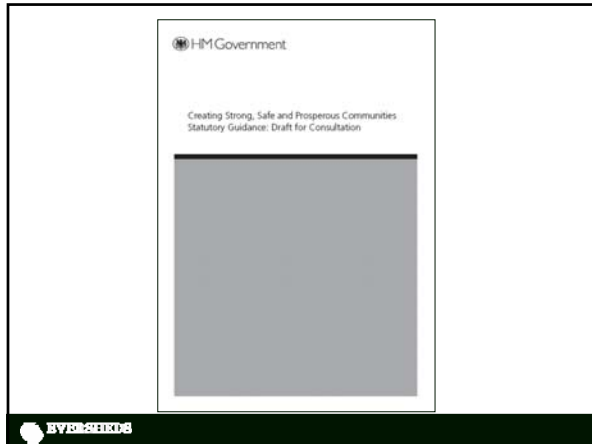 HM Government
Creating Strong, Safe and Prosperous Communities
Statutory Guidance: Draft for Consultation
EVERSHEDS